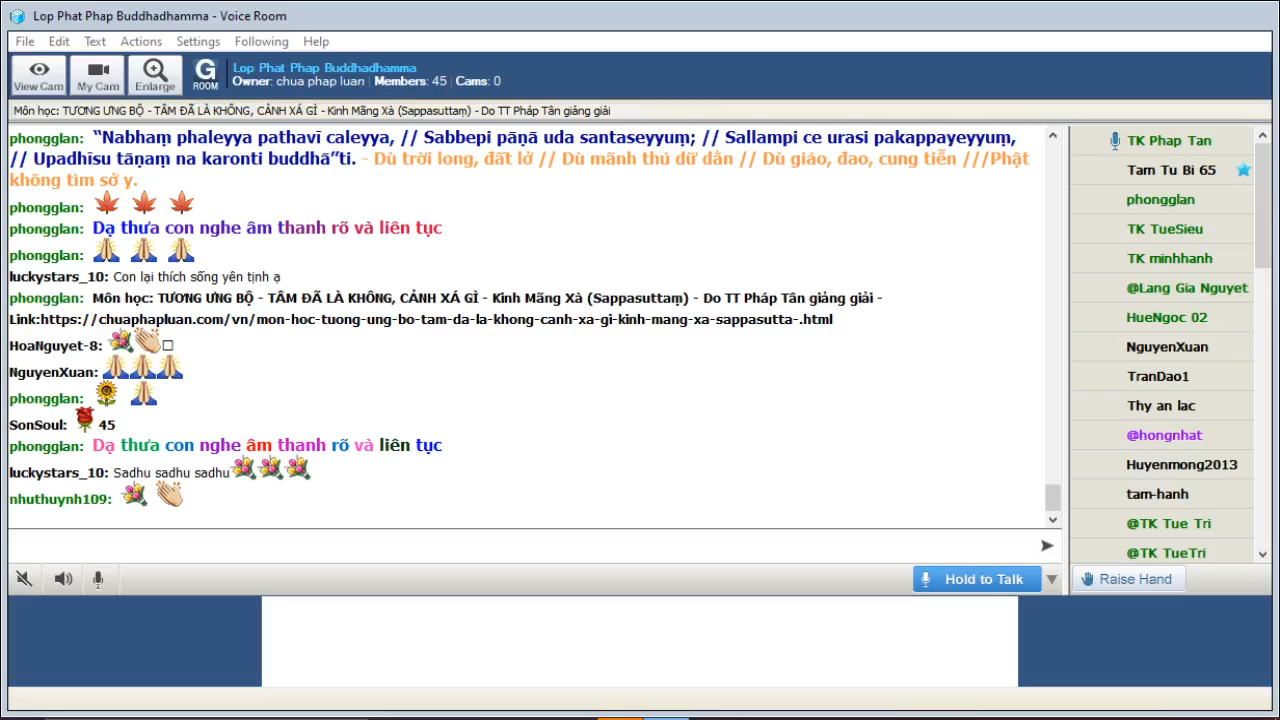 Lop Phat Phap Buddhadhamma - Voice Room
File Edit Text Actions Settings Following Help
View Cam My Cam Enlarge G ROOM
Lop Phat Phap Buddhadhamma
Owner: chua phap luan | Members: 45 | Cams: 0
Môn học: TƯƠNG ƯNG BỘ - TÂM ĐÃ LÀ KHÔNG, CẢNH XÁ GÌ - Kinh Mãng Xà (Sappasuttaṃ) - Do TT Pháp Tân giảng giải
phongglan: “Nabhaṃ phaleyya pathavī caleyya, // Sabbepi pāṇā uda santaseyyuṃ; // Sallampi ce urasi pakappayeyyuṃ,
// Upadhīsu tāṇaṃ na karonti buddhā”ti. - Dù trời long, đất lở // Dù mãnh thú dữ dằn // Dù giáo, đao, cung tiễn ///Phật
không tìm sở y.
phongglan:
phongglan: Dạ thưa con nghe âm thanh rõ và liên tục
phongglan:
luckystars_10: Con lại thích sống yên tịnh ạ
phongglan: Môn học: TƯƠNG ƯNG BỘ - TÂM ĐÃ LÀ KHÔNG, CẢNH XÁ GÌ - Kinh Mãng Xà (Sappasuttaṃ) - Do TT Pháp Tân giảng giải -
Link:https://chuaphapluan.com/vn/mon-hoc-tuong-ung-bo-tam-da-la-khong-canh-xa-gi-kinh-mang-xa-sappasutta-.html
HoaNguyet-8:
NguyenXuan:
phongglan:
SonSoul: 45
phongglan: Dạ thưa con nghe âm thanh rõ và liên tục
luckystars_10: Sadhu sadhu sadhu
nhuthuynh109:
TK Phap Tan
Tam Tu Bi 65
phongglan
TK TueSieu
TK minhhanh
@Lang Gia Nguyet
HueNgoc 02
NguyenXuan
TranDao1
Thy an lac
@hongnhat
Huyenmong2013
tam-hanh
@TK Tue Tri
@TK TueTri
Hold to Talk
Raise Hand